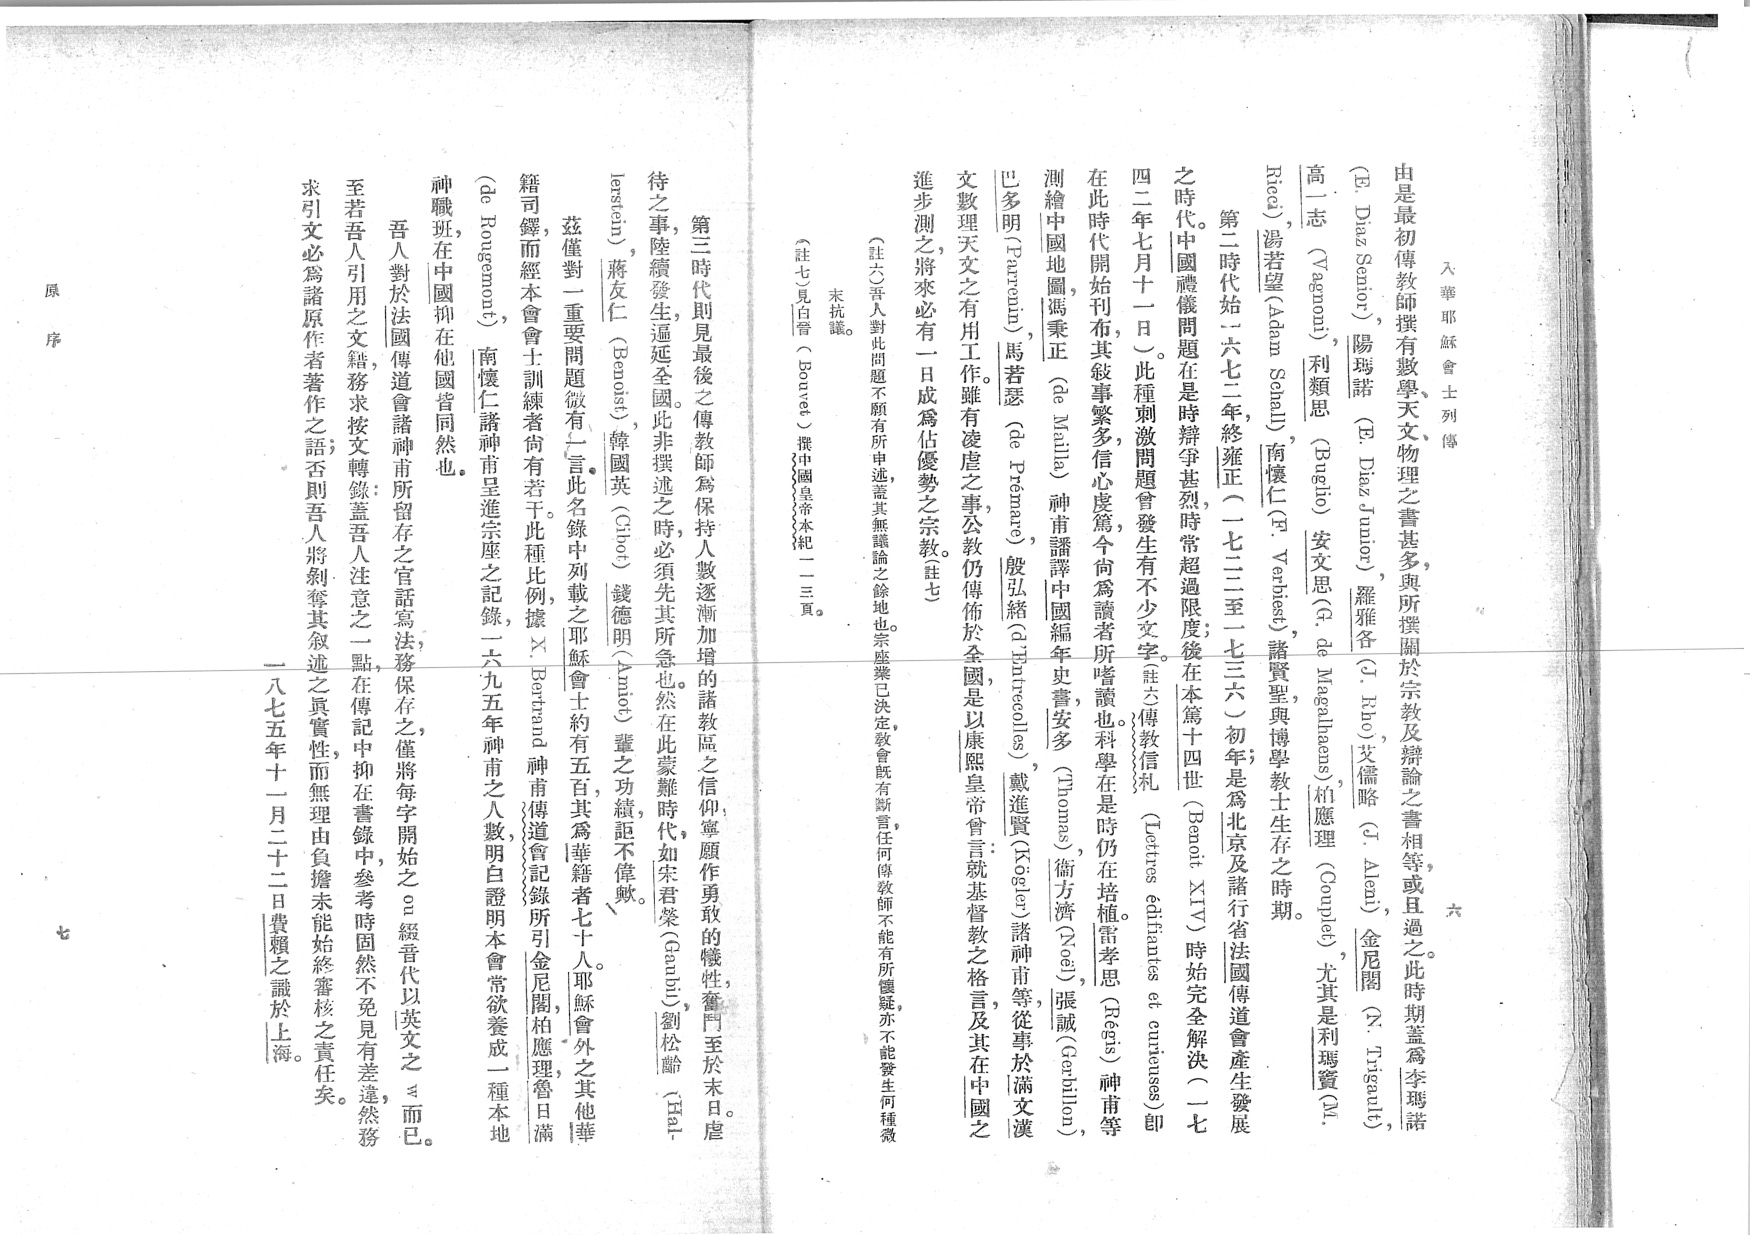 入華耶穌會士列傳
六
由是最初傳教師撰有數學、天文、物理之書甚多，與所撰關於宗教及辯論之書相等，或且過之。此時期蓋爲李瑪諾
(E. Diaz Senior)，陽瑪諾 (E. Diaz Junior)，羅雅各 (J. Rho)，艾儒略 (J. Aleni)，金尼閣 (N. Trigault)，
高一志 (Vagnoni)，利類思 (Buglio) 安文思 (G. de Magalhaens)，柏應理 (Couplet)，尤其是利瑪竇 (M.
Ricci)，湯若望 (Adam Schall)，南懷仁 (F. Verbiest) 諸賢聖，與博學教士生存之時期。
第二時代始一六七二年，終雍正（一七二二至一七三六）初年；是爲北京及諸行省法國傳道會產生發展
之時代。中國禮儀問題在是時辯爭甚烈，時常超過限度；後在本篤十四世 (Benoit XIV) 時始完全解決（一七
四二年七月十一日）。此種刺激問題曾發生有不少文字。（註六）傳教信札 (Lettres édifiantes et curieuses) 卽
在此時代開始刊布，其敍事繁多，信心虔篤，今尙爲讀者所嗜讀也。科學在是時仍在培植。雷孝思 (Régis) 神甫等
測繪中國地圖，馮秉正 (de Mailla) 神甫譒譯中國編年史書，安多 (Thomas)，衞方濟 (Noël)，張誠 (Gerbillon)，
巴多明 (Parrenin)，馬若瑟 (de Prémare)，殷弘緒 (d'Entrecolles)，戴進賢 (Kögler) 諸神甫等，從事於滿文漢
文數理天文之有用工作。雖有凌虐之事，公教仍傳佈於全國，是以康熙皇帝曾言：就基督教之格言，及其在中國之
進步測之，將來必有一日成爲佔優勢之宗教。（註七）
（註六）吾人對此問題不願有所申述，蓋其無議論之餘地也。宗座業已決定，敎會旣有斷言，任何傳敎師不能有所懷疑，亦不能發生何種微
末抗議。
（註七）見白晉（Bouvet）撰中國皇帝本紀一一三頁。
第三時代則見最後之傳教師爲保持人數逐漸加增的諸教區之信仰，寧願作勇敢的犧牲，奮鬥至於末日。虐
待之事，陸續發生，逼延全國。此非撰述之時，必須先其所急也。然在此蒙難時代，如宋君榮 (Gaubil)，劉松齡 (Hal-
lerstein)，蔣友仁 (Benoist)，韓國英 (Cibot) 錢德明 (Amiot) 輩之功績，詎不偉歟。
茲僅對一重要問題微有一言。此名錄中列載之耶穌會士約有五百，其爲華籍者七十人。耶穌會外之其他華
籍司鐸，而經本會會士訓練者尙有若干。此種比例，據 X. Bertrand 神甫傳道會記錄所引金尼閣，柏應理，魯日滿
(de Rougemont)，南懷仁諸神甫呈進宗座之記錄，一六九五年神甫之人數，明白證明本會常欲養成一種本地
神職班，在中國抑在他國皆同然也。
吾人對於法國傳道會諸神甫所留存之官話寫法，務保存之，僅將每字開始之 ou 綴音代以英文之 w 而已。
至若吾人引用之文籍，務求按文轉錄：蓋吾人注意之一點，在傳記中抑在書錄中，參考時固然不免見有差違，然務
求引文必爲諸原作者著作之語；否則吾人將剝奪其叙述之眞實性，而無理由負擔未能始終審核之責任矣。
一八七五年十一月二十二日費賴之識於上海。
原序
七